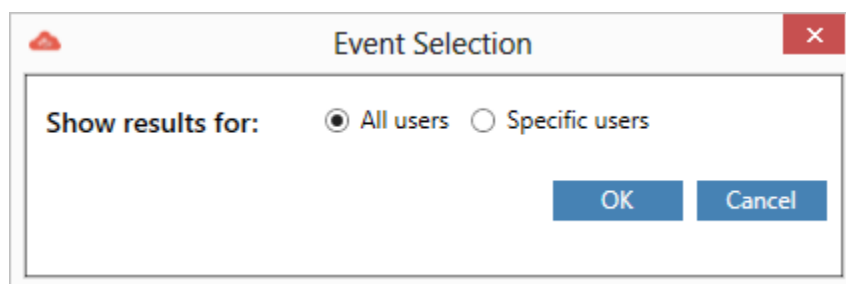 Event Selection
Show results for: All users Specific users
OK Cancel